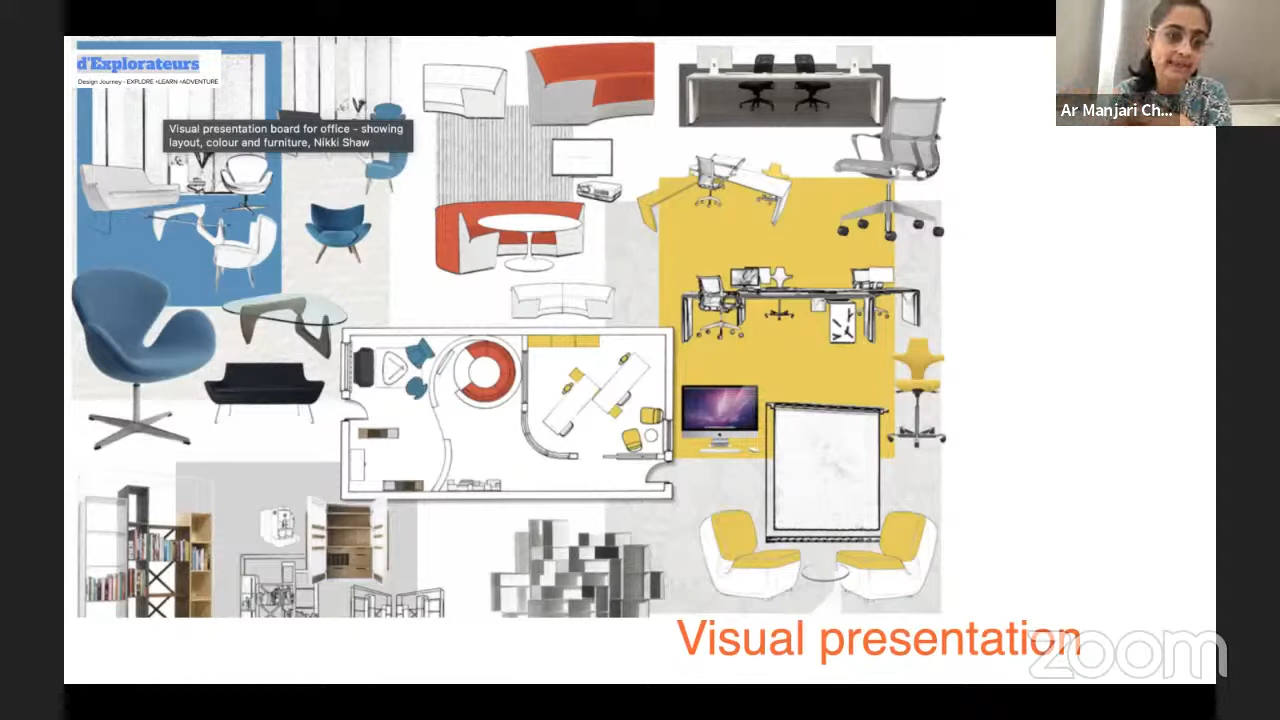 d'Explorateurs
Design Journey - EXPLORE •LEARN •ADVENTURE
Visual presentation board for office - showing
layout, colour and furniture, Nikki Shaw
Ar Manjari Ch...
Visual presentation
zoom